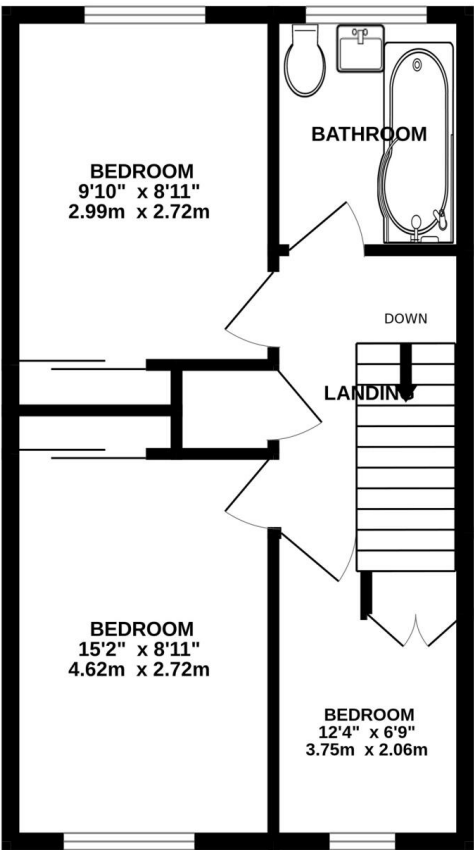 BEDROOM
9'10" x 8'11"
2.99m x 2.72m
BATHROOM
DOWN
LANDING
BEDROOM
15'2" x 8'11"
4.62m x 2.72m
BEDROOM
12'4" x 6'9"
3.75m x 2.06m